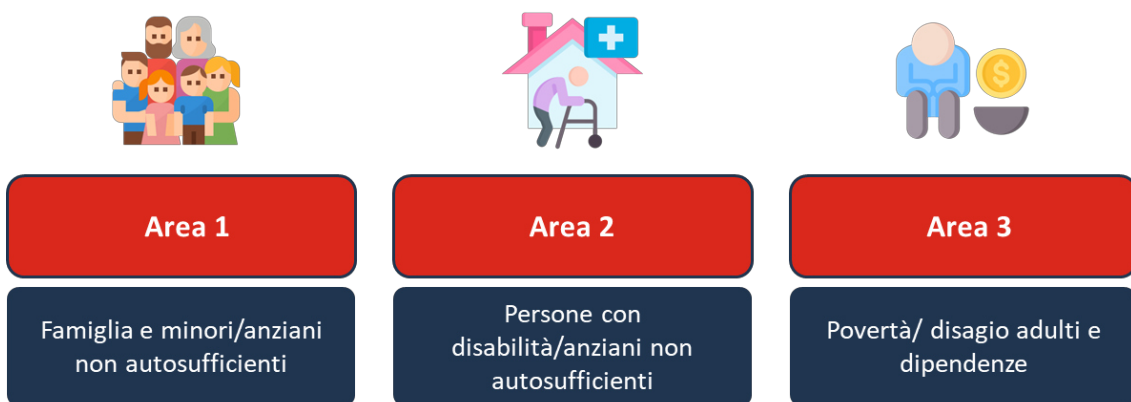 Area 1
Area 2
Area 3
Famiglia e minori/anziani
non autosufficienti
Persone con
disabilità/anziani non
autosufficienti
Povertà/ disagio adulti e
dipendenze